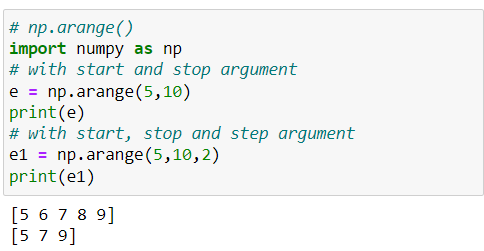 # np.arange()
import numpy as np
# with start and stop argument
e = np.arange(5,10)
print(e)
# with start, stop and step argument
e1 = np.arange(5,10,2)
print(e1)
[5 6 7 8 9]
[5 7 9]